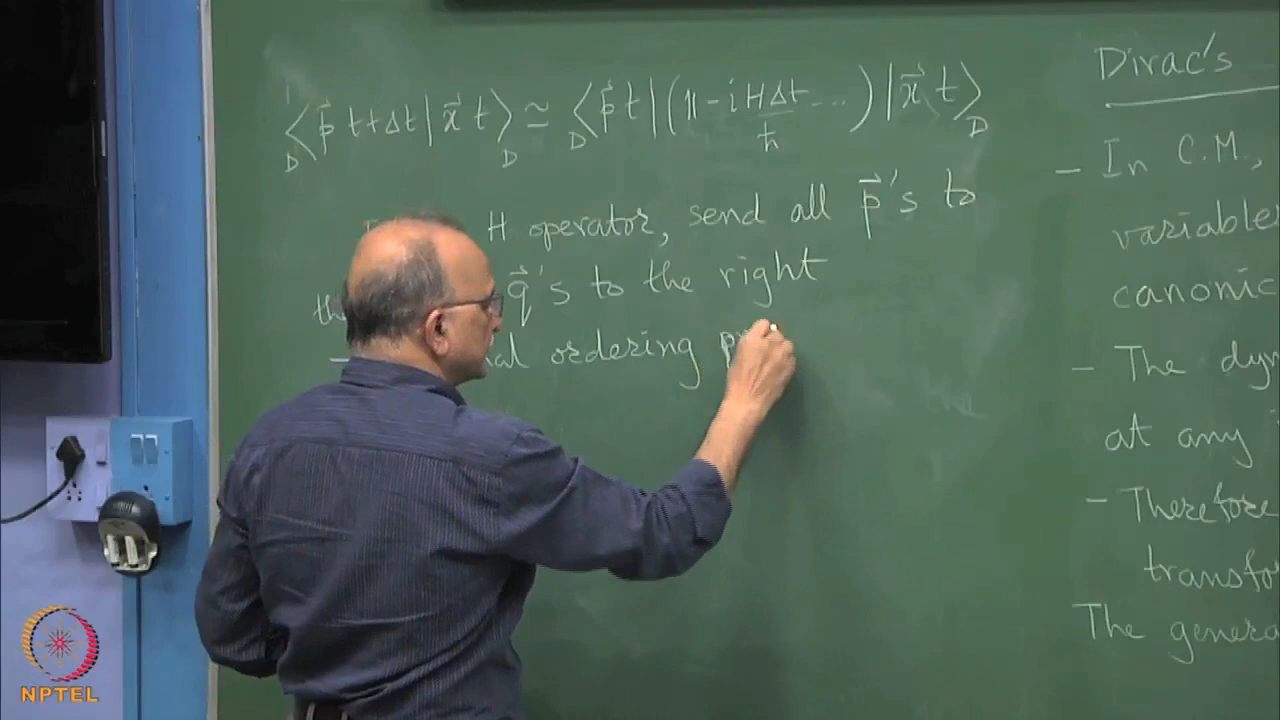 D⟨p⃗ t+Δt| x⃗ t⟩D ≃ D⟨p⃗ t|(𝟙 - iHΔt/ħ ...)| x⃗ t⟩D
H operator, send all p⃗'s to
q⃗'s to the right
ordering
Dirac's
- In C.M.,
variable
canonic
- The dyn
at any
- Therefore
transfo
The genera
NPTEL